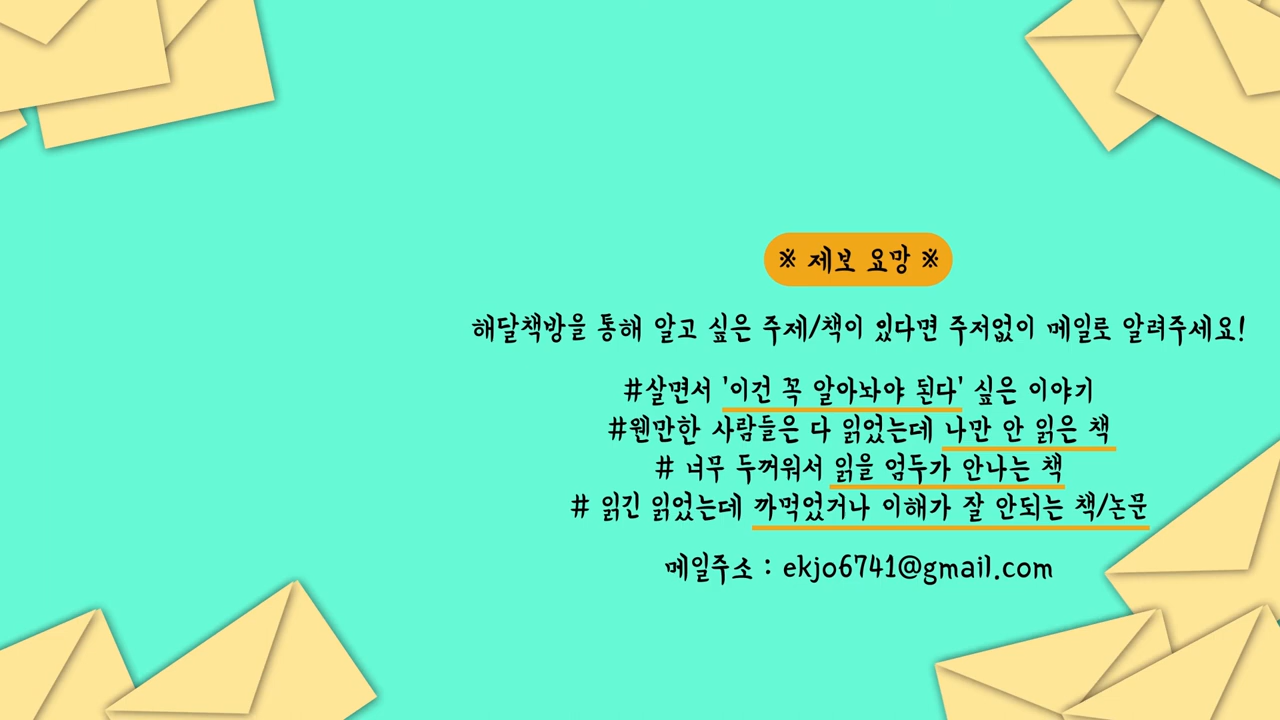 ※ 제보 요망 ※
해달책방을 통해 알고 싶은 주제/책이 있다면 주저없이 메일로 알려주세요!
#살면서 '이건 꼭 알아놔야 된다' 싶은 이야기
#웬만한 사람들은 다 읽었는데 나만 안 읽은 책
# 너무 두꺼워서 읽을 엄두가 안나는 책
# 읽긴 읽었는데 까먹었거나 이해가 잘 안되는 책/논문
메일주소 : ekjo6741@gmail.com